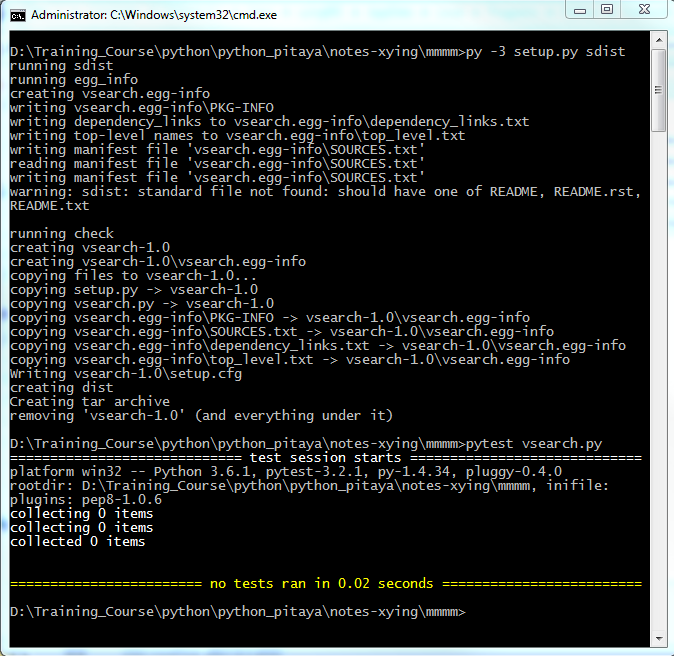 Administrator: C:\Windows\system32\cmd.exe
D:\Training_Course\python\python_pitaya\notes-xying\mmmm>py -3 setup.py sdist
running sdist
running egg_info
creating vsearch.egg-info
writing vsearch.egg-info\PKG-INFO
writing dependency_links to vsearch.egg-info\dependency_links.txt
writing top-level names to vsearch.egg-info\top_level.txt
writing manifest file 'vsearch.egg-info\SOURCES.txt'
reading manifest file 'vsearch.egg-info\SOURCES.txt'
writing manifest file 'vsearch.egg-info\SOURCES.txt'
warning: sdist: standard file not found: should have one of README, README.rst,
README.txt
running check
creating vsearch-1.0
creating vsearch-1.0\vsearch.egg-info
copying files to vsearch-1.0...
copying setup.py -> vsearch-1.0
copying vsearch.py -> vsearch-1.0
copying vsearch.egg-info\PKG-INFO -> vsearch-1.0\vsearch.egg-info
copying vsearch.egg-info\SOURCES.txt -> vsearch-1.0\vsearch.egg-info
copying vsearch.egg-info\dependency_links.txt -> vsearch-1.0\vsearch.egg-info
copying vsearch.egg-info\top_level.txt -> vsearch-1.0\vsearch.egg-info
Writing vsearch-1.0\setup.cfg
creating dist
Creating tar archive
removing 'vsearch-1.0' (and everything under it)
D:\Training_Course\python\python_pitaya\notes-xying\mmmm>pytest vsearch.py
============================= test session starts =============================
platform win32 -- Python 3.6.1, pytest-3.2.1, py-1.4.34, pluggy-0.4.0
rootdir: D:\Training_Course\python\python_pitaya\notes-xying\mmmm, inifile:
plugins: pep8-1.0.6
collecting 0 items
collecting 0 items
collected 0 items
======================== no tests ran in 0.02 seconds =========================
D:\Training_Course\python\python_pitaya\notes-xying\mmmm>